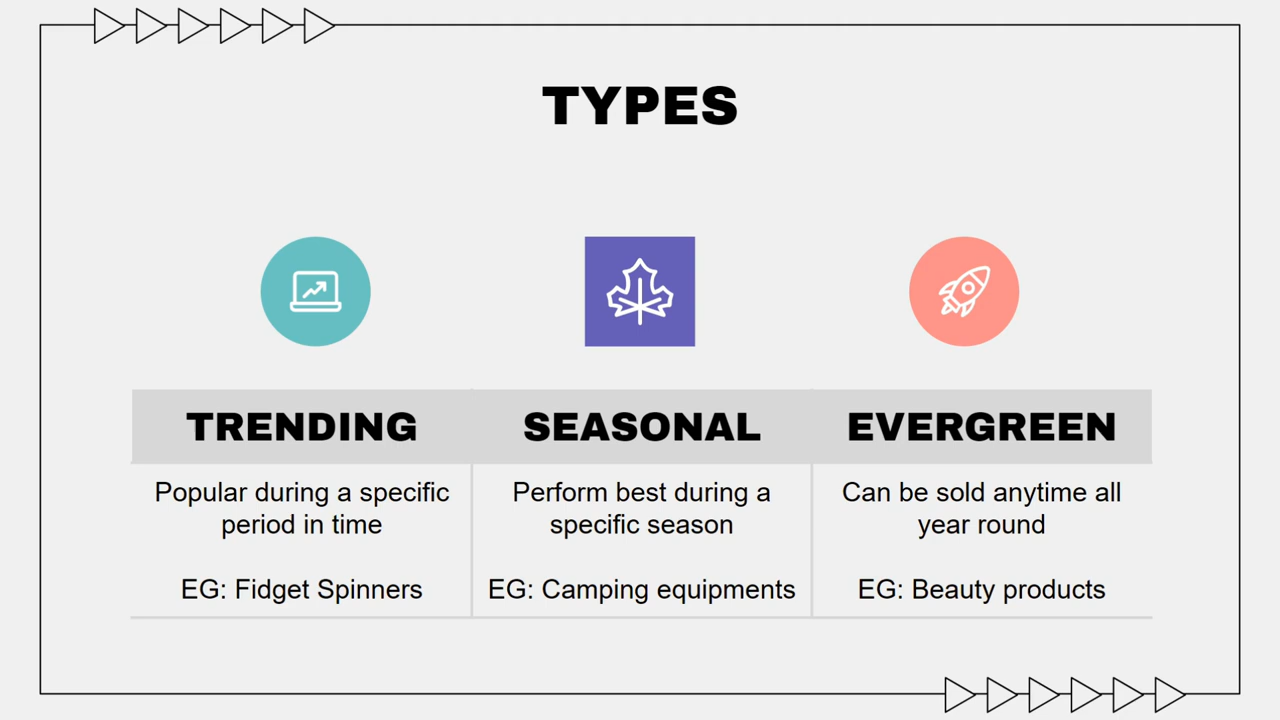 TYPES
TRENDING
SEASONAL
EVERGREEN
Popular during a specific
period in time
EG: Fidget Spinners
Perform best during a
specific season
EG: Camping equipments
Can be sold anytime all
year round
EG: Beauty products